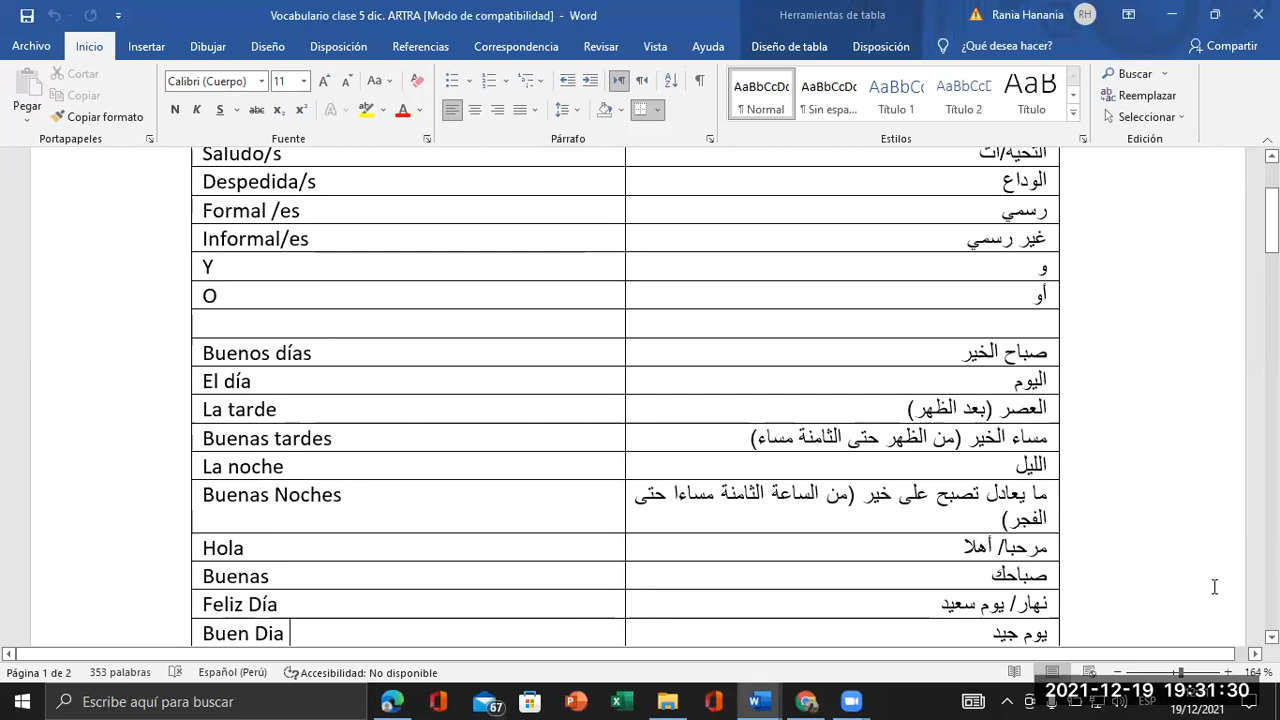 Vocabulario clase 5 dic. ARTRA [Modo de compatibilidad] - Word
Herramientas de tabla
Rania Hanania
RH
Archivo Inicio Insertar Dibujar Diseño Disposición Referencias Correspondencia Revisar Vista Ayuda Diseño de tabla Disposición ¿Qué desea hacer? Compartir
Pegar
Cortar
Copiar
Copiar formato
Portapapeles
Calibri (Cuerpo) 11
Aa
N K S abc
Fuente
Párrafo
AaBbCcDc AaBbCcDc AaBbCc AaBbCcD AaB
¶ Normal ¶ Sin espa... Título 1 Título 2 Título
Estilos
Buscar
Reemplazar
Seleccionar
Edición
Saludo/s التحية/ات
Despedida/s الوداع
Formal /es رسمي
Informal/es غير رسمي
Y و
O أو
Buenos días صباح الخير
El día اليوم
La tarde العصر (بعد الظهر)
Buenas tardes مساء الخير (من الظهر حتى الثامنة مساء)
La noche الليل
Buenas Noches ما يعادل تصبح على خير (من الساعة الثامنة مساءا حتى
الفجر)
Hola مرحبا/ أهلا
Buenas صباحك
Feliz Día نهار/ يوم سعيد
Buen Dia يوم جيد
Página 1 de 2 353 palabras Español (Perú) Accesibilidad: No disponible 164 %
2021-12-19 19:31:30
Escribe aquí para buscar
67
ESP
19/12/2021